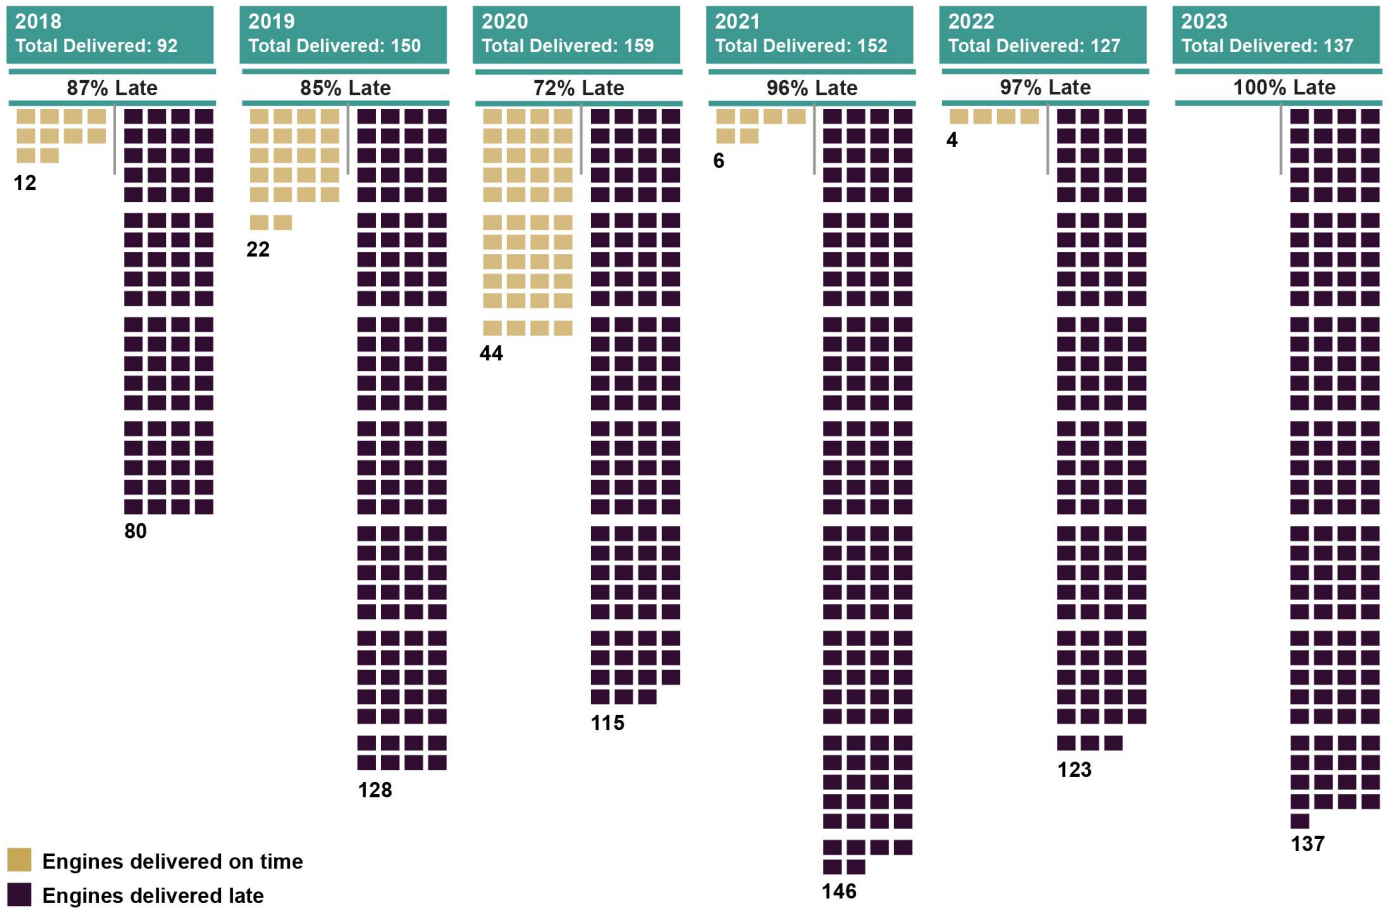 2018
Total Delivered: 92
87% Late
12
80
2019
Total Delivered: 150
85% Late
22
128
2020
Total Delivered: 159
72% Late
44
115
2021
Total Delivered: 152
96% Late
6
146
2022
Total Delivered: 127
97% Late
4
123
2023
Total Delivered: 137
100% Late
137
Engines delivered on time
Engines delivered late